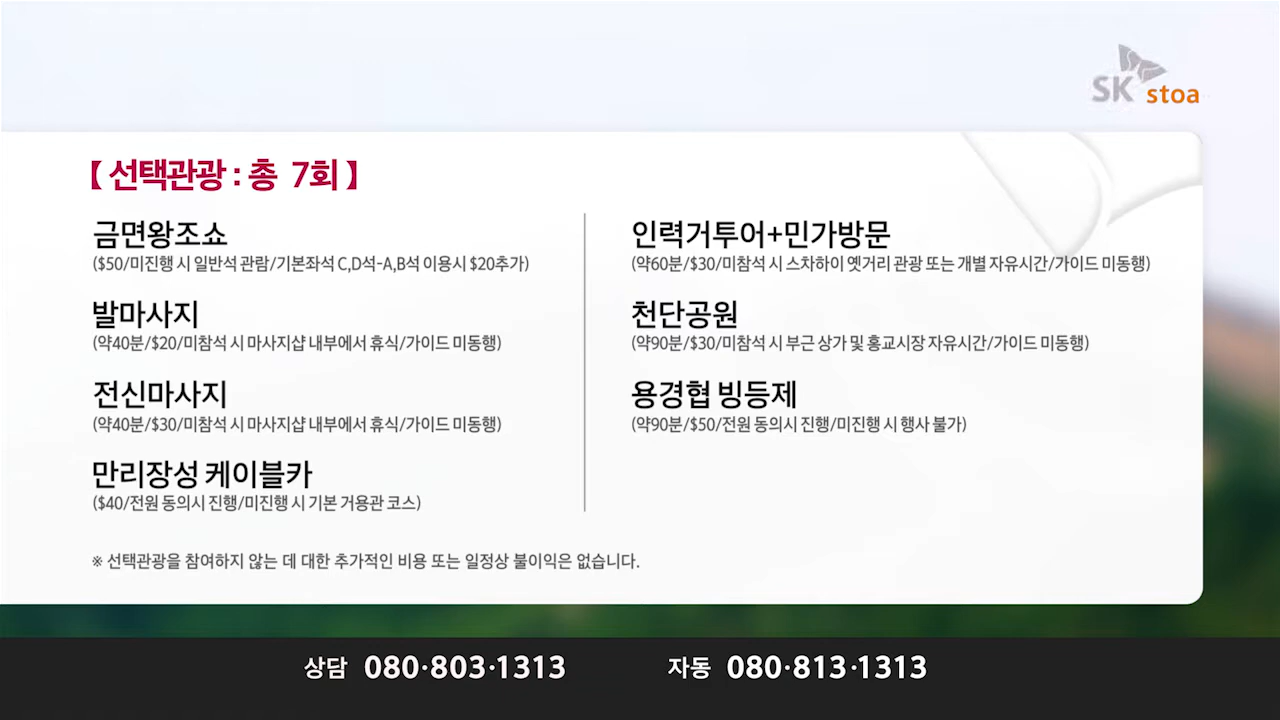 SK stoa
【 선택관광 : 총 7회 】
금면왕조쇼
($50/미진행 시 일반석 관람/기본좌석 C,D석-A,B석 이용시 $20추가)
발마사지
(약40분/$20/미참석 시 마사지샵 내부에서 휴식/가이드 미동행)
전신마사지
(약40분/$30/미참석 시 마사지샵 내부에서 휴식/가이드 미동행)
만리장성 케이블카
($40/전원 동의시 진행/미진행 시 기본 거용관 코스)
인력거투어+민가방문
(약60분/$30/미참석 시 스차하이 옛거리 관광 또는 개별 자유시간/가이드 미동행)
천단공원
(약90분/$30/미참석 시 부근 상가 및 홍교시장 자유시간/가이드 미동행)
용경협 빙등제
(약90분/$50/전원 동의시 진행/미진행 시 행사 불가)
※ 선택관광을 참여하지 않는 데 대한 추가적인 비용 또는 일정상 불이익은 없습니다.
상담 080·803·1313 자동 080·813·1313